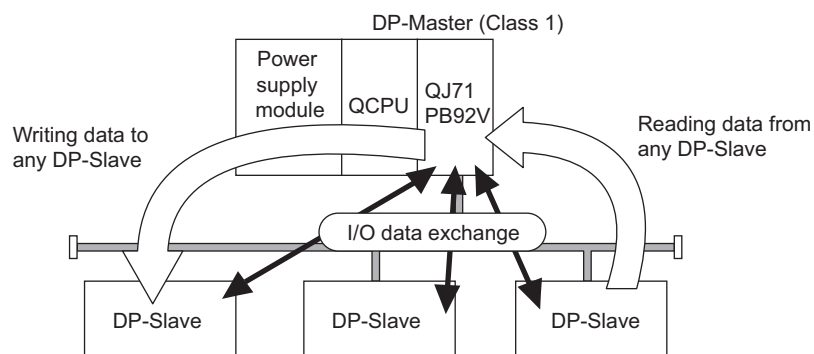 DP-Master (Class 1)
Power
supply
module
QCPU
QJ71
PB92V
Writing data to
any DP-Slave
Reading data from
any DP-Slave
I/O data exchange
DP-Slave
DP-Slave
DP-Slave